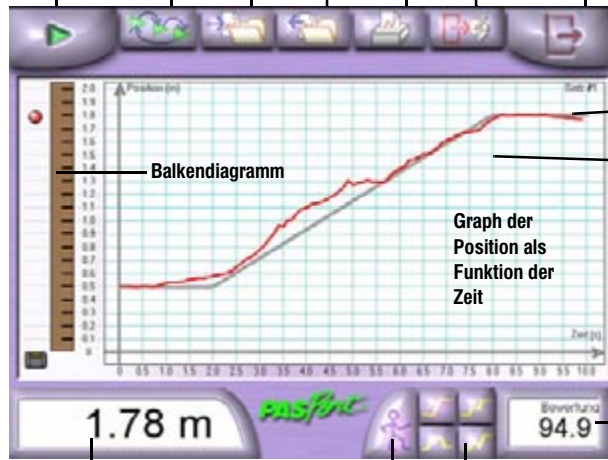 Position (m)
Satz #1
2.0
1.9
1.8
1.7
1.6
1.5
1.4
1.3
1.2
1.1
1.0
0.9
0.8
0.7
0.6
0.5
0.4
0.3
0.2
0.1
0
Balkendiagramm
Graph der
Position als
Funktion der
Zeit
Zeit (s)
0 0.5 1.0 1.5 2.0 2.5 3.0 3.5 4.0 4.5 5.0 5.5 6.0 6.5 7.0 7.5 8.0 8.5 9.0 9.5 10.0
1.78 m
PASPort
Bewertung
94.9